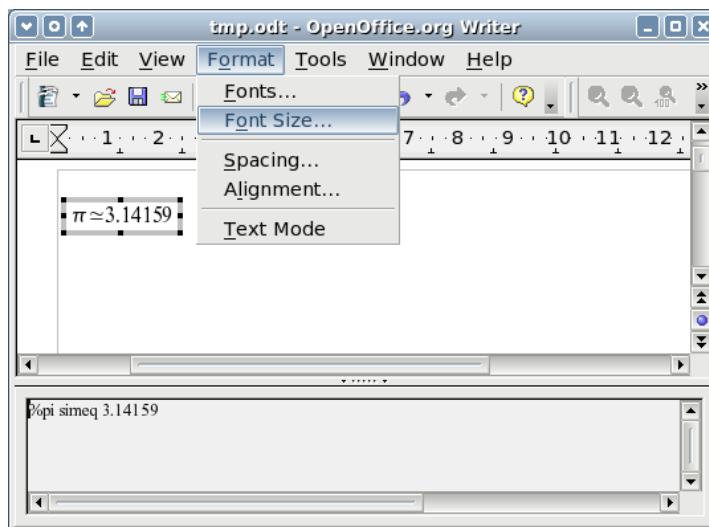 tmp.odt - OpenOffice.org Writer
File Edit View Format Tools Window Help
Fonts...
Font Size...
1 2 7 8 9 10 11 12
Spacing...
Alignment...
π≃3.14159
Text Mode
%pi simeq 3.14159